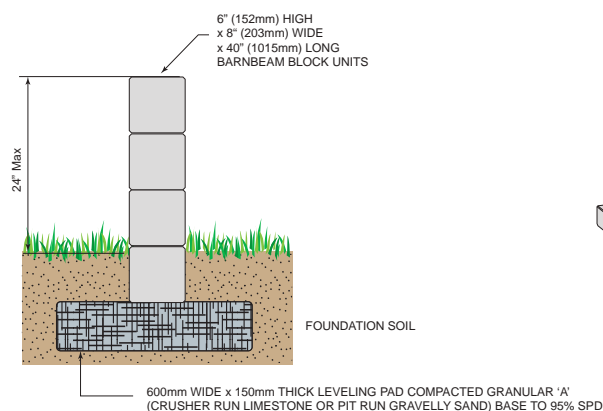 6” (152mm) HIGH
x 8“ (203mm) WIDE
x 40” (1015mm) LONG
BARNBEAM BLOCK UNITS
24” Max
FOUNDATION SOIL
600mm WIDE x 150mm THICK LEVELING PAD COMPACTED GRANULAR ‘A’
(CRUSHER RUN LIMESTONE OR PIT RUN GRAVELLY SAND) BASE TO 95% SPD